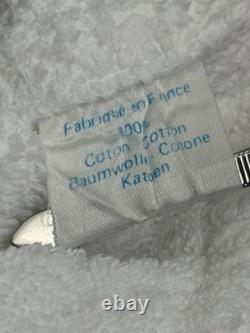 Fabriqué en France
100%
Coton Cotton
Baumwolle Cotone
Katoen